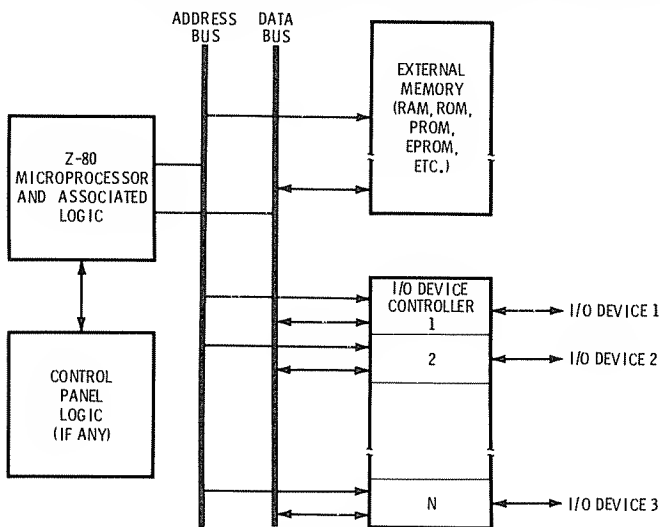 ADDRESS
BUS
DATA
BUS
EXTERNAL
MEMORY
(RAM, ROM,
PROM,
EPROM,
ETC.)
Z-80
MICROPROCESSOR
AND ASSOCIATED
LOGIC
I/O DEVICE
CONTROLLER
1
I/O DEVICE 1
2
I/O DEVICE 2
CONTROL
PANEL
LOGIC
(IF ANY)
N
I/O DEVICE 3